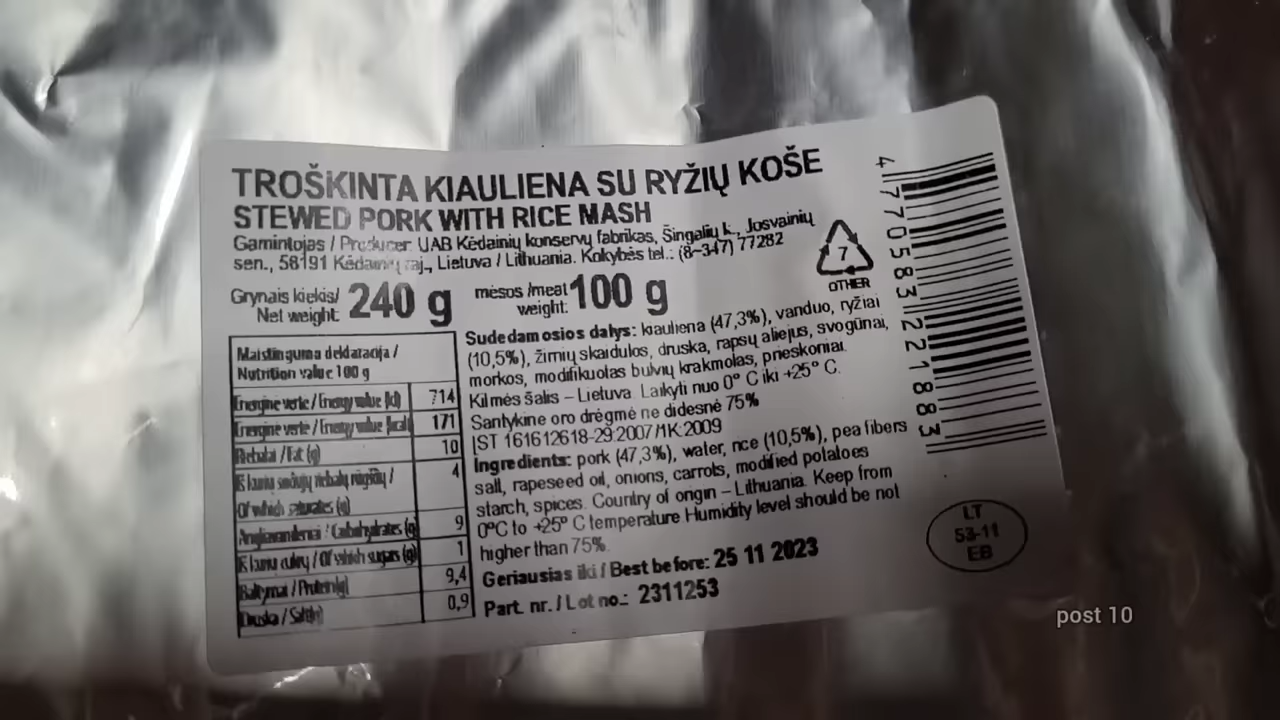 TROŠKINTA KIAULIENA SU RYŽIŲ KOŠE
STEWED PORK WITH RICE MASH
Gamintojas / Producer: UAB Kėdainių konservų fabrikas, Šingalių k., Josvainių
sen., 58191 Kėdainių raj., Lietuva / Lithuania. Kokybės tel.: (8-347) 77282
Grynais kiekis/
Net weight: 240 g
mėsos /meat
weight: 100 g
7
OTHER
Maistinguma deklaracija /
Nutrition value 100 g
Energinė vertė / Energy value (kJ) 714
Energinė vertė / Energy value (kcal) 171
Riebalai / Fat (g) 10
Iš kurių sočiųjų riebalų rūgščių /
Of which saturates (g) 4
Angliavandeniai / Carbohydrates (g) 9
Iš kurių cukrų / Of which sugars (g) 1
Baltymai / Protein(g) 9,4
Druska / Salt(g) 0,9
Sudedamosios dalys: kiauliena (47,3%), vanduo, ryžiai
(10,5%), žirnių skaidulos, druska, rapsų aliejus, svogūnai,
morkos, modifikuotas bulvių krakmolas, prieskoniai.
Kilmės šalis – Lietuva. Laikyti nuo 0° C iki +25° C.
Santykinė oro drėgmė ne didesnė 75%
ĮST 161612618-29:2007/1K:2009
Ingredients: pork (47,3%), water, rice (10,5%), pea fibers
salt, rapeseed oil, onions, carrots, modified potatoes
starch, spices. Country of origin – Lithuania. Keep from
0°C to +25° C temperature Humidity level should be not
higher than 75%.
Geriausias iki / Best before: 25 11 2023
Part. nr. / Lot no.: 2311253
4 770583 221883
LT
53-11
EB
post 10